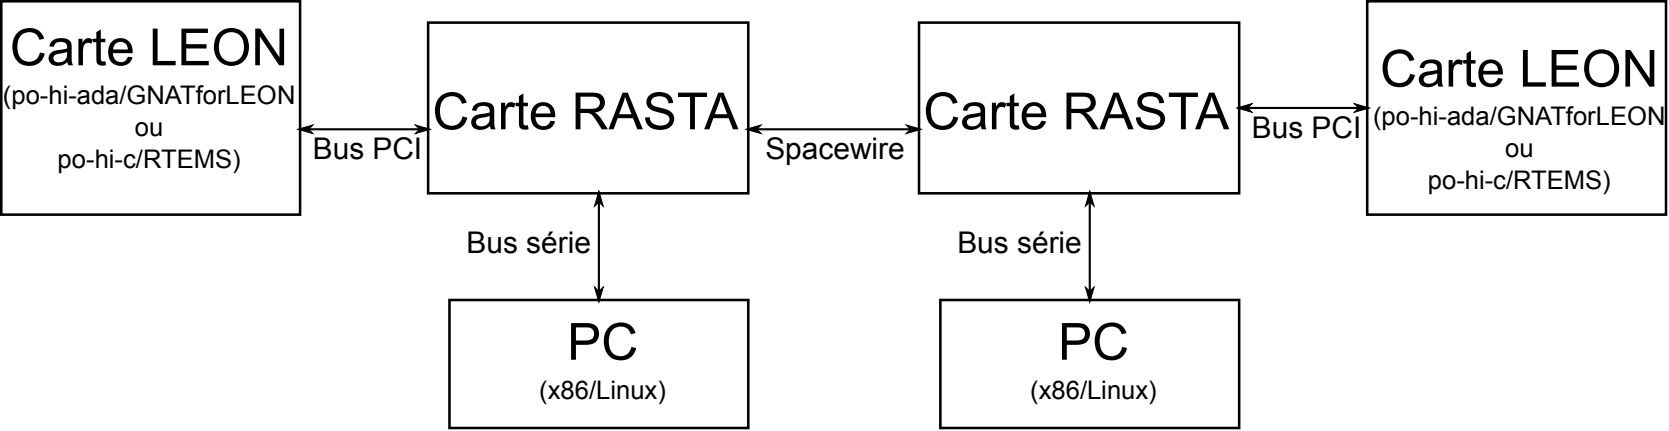 Carte LEON
(po-hi-ada/GNATforLEON
ou
po-hi-c/RTEMS)
Bus PCI
Carte RASTA
Spacewire
Carte RASTA
Bus PCI
Carte LEON
(po-hi-ada/GNATforLEON
ou
po-hi-c/RTEMS)
Bus série
Bus série
PC
(x86/Linux)
PC
(x86/Linux)